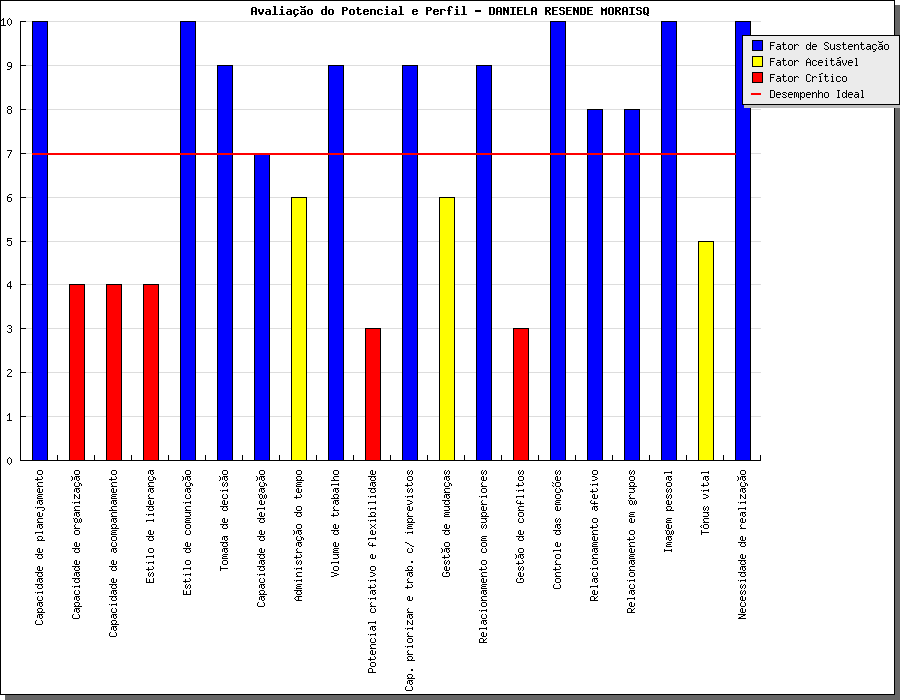 Avaliação do Potencial e Perfil - DANIELA RESENDE MORAISQ
10
9
8
7
6
5
4
3
2
1
0
Fator de Sustentação
Fator Aceitável
Fator Crítico
Desempenho Ideal
Capacidade de planejamento
Capacidade de organização
Capacidade de acompanhamento
Estilo de liderança
Estilo de comunicação
Tomada de decisão
Capacidade de delegação
Administração do tempo
Volume de trabalho
Potencial criativo e flexibilidade
Cap. priorizar e trab. c/ imprevistos
Gestão de mudanças
Relacionamento com superiores
Gestão de conflitos
Controle das emoções
Relacionamento afetivo
Relacionamento em grupos
Imagem pessoal
Tônus vital
Necessidade de realização